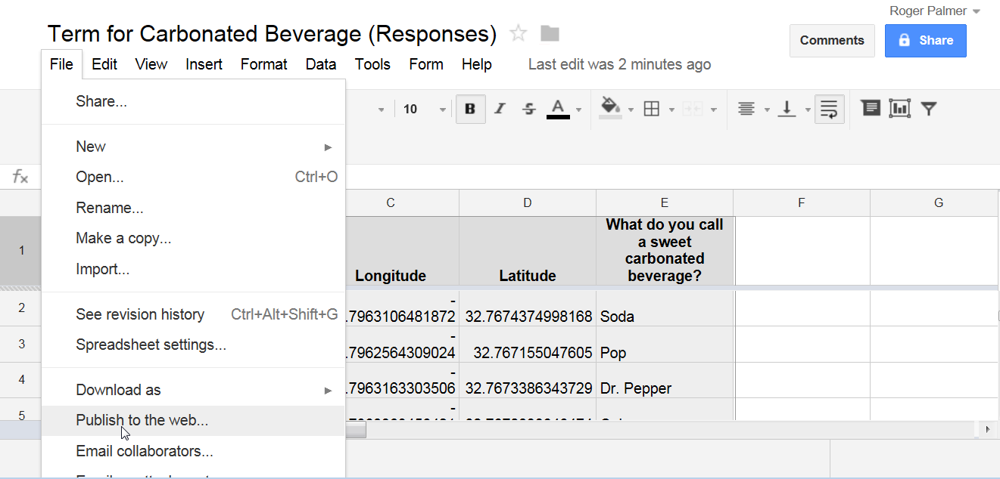 Roger Palmer
Term for Carbonated Beverage (Responses)
Comments
Share
File Edit View Insert Format Data Tools Form Help Last edit was 2 minutes ago
10 B I S A
Share...
New
Open... Ctrl+O
Rename...
Make a copy...
Import...
See revision history Ctrl+Alt+Shift+G
Spreadsheet settings...
Download as
Publish to the web...
Email collaborators...
fx
C D E F G
1 Longitude Latitude What do you call
a sweet
carbonated
beverage?
2 -
.7963106481872 32.7674374998168 Soda
3 -
.7962564309024 32.767155047605 Pop
4 -
.7963163303506 32.7673386343729 Dr. Pepper
5 -